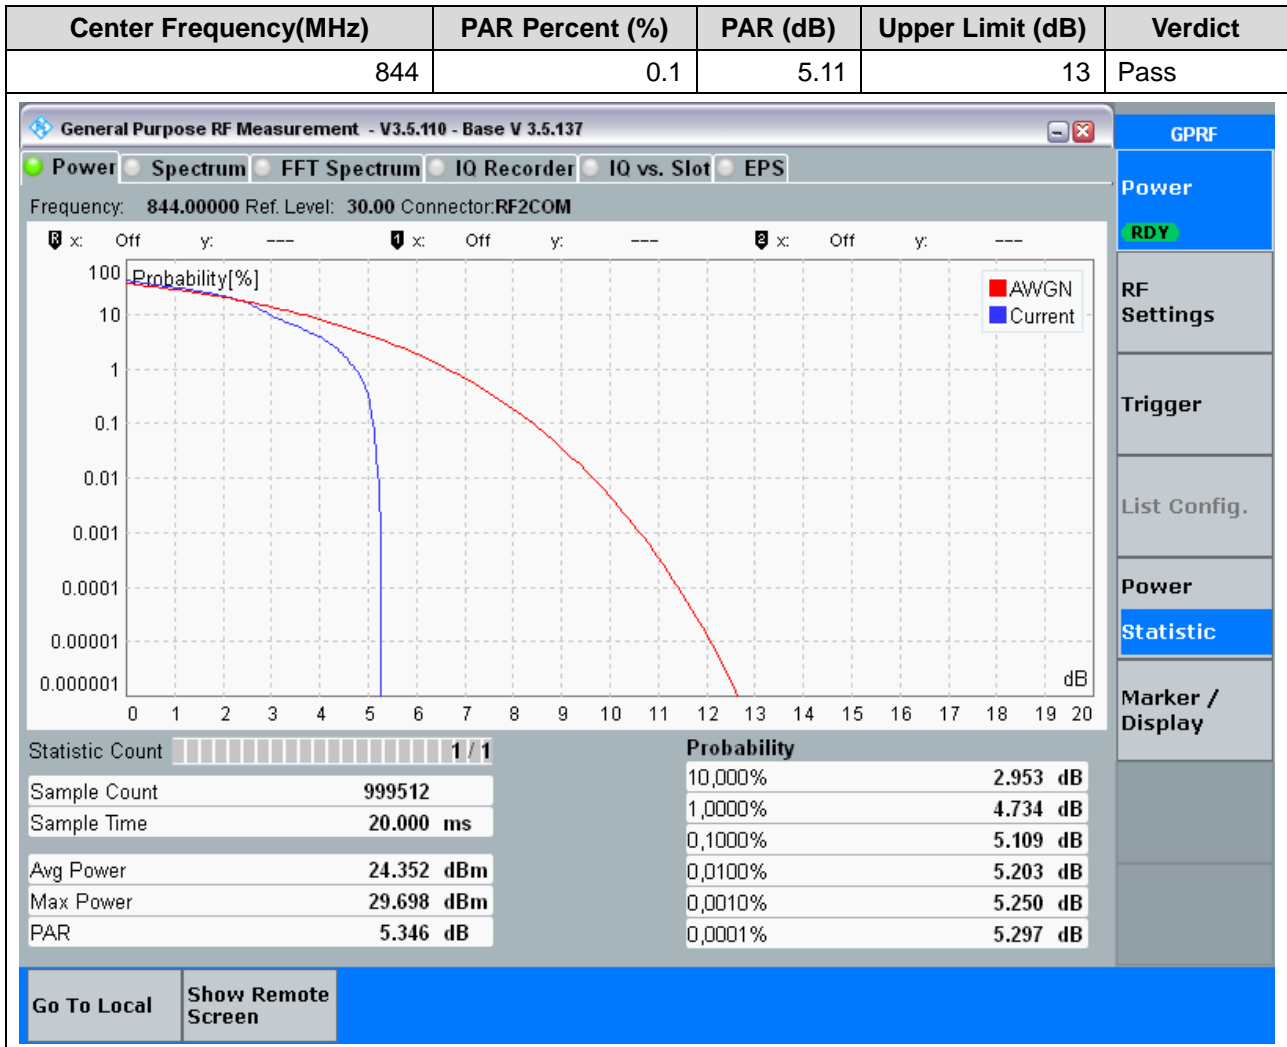 Center Frequency(MHz) PAR Percent (%) PAR (dB) Upper Limit (dB) Verdict
844 0.1 5.11 13 Pass
General Purpose RF Measurement - V3.5.110 - Base V 3.5.137
GPRF
Power Spectrum FFT Spectrum IQ Recorder IQ vs. Slot EPS
Power
RDY
Frequency: 844.00000 Ref. Level: 30.00 Connector:RF2COM
R x: Off y: --- 1 x: Off y: --- 2 x: Off y: ---
Probability[%]
AWGN
Current
100
10
1
0.1
0.01
0.001
0.0001
0.00001
0.000001
dB
0 1 2 3 4 5 6 7 8 9 10 11 12 13 14 15 16 17 18 19 20
RF
Settings
Trigger
List Config.
Power
Statistic
Marker /
Display
Statistic Count 1 / 1
Sample Count 999512
Sample Time 20.000 ms
Avg Power 24.352 dBm
Max Power 29.698 dBm
PAR 5.346 dB
Probability
10,000% 2.953 dB
1,0000% 4.734 dB
0,1000% 5.109 dB
0,0100% 5.203 dB
0,0010% 5.250 dB
0,0001% 5.297 dB
Go To Local
Show Remote
Screen